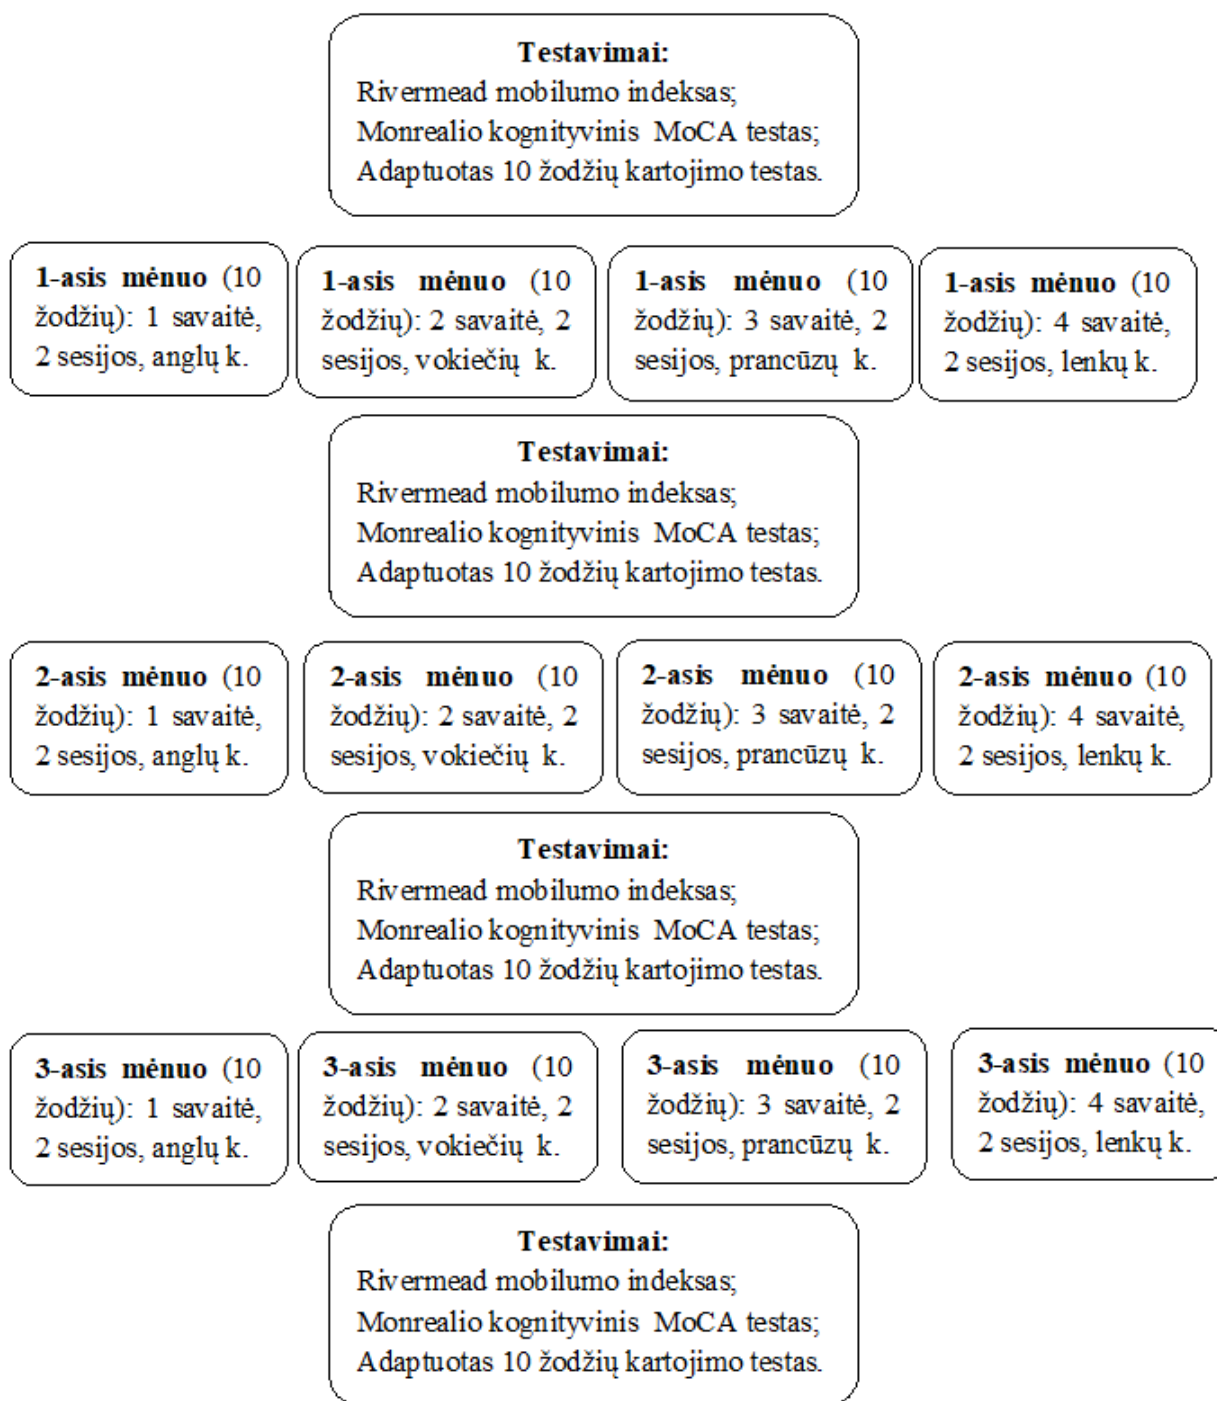 Testavimai:
Rivermead mobilumo indeksas;
Monrealio kognityvinis MoCA testas;
Adaptuotas 10 žodžių kartojimo testas.
1-asis mėnuo (10
žodžių): 1 savaitė,
2 sesijos, anglų k.
1-asis mėnuo (10
žodžių): 2 savaitė, 2
sesijos, vokiečių k.
1-asis mėnuo (10
žodžių): 3 savaitė, 2
sesijos, prancūzų k.
1-asis mėnuo (10
žodžių): 4 savaitė,
2 sesijos, lenkų k.
Testavimai:
Rivermead mobilumo indeksas;
Monrealio kognityvinis MoCA testas;
Adaptuotas 10 žodžių kartojimo testas.
2-asis mėnuo (10
žodžių): 1 savaitė,
2 sesijos, anglų k.
2-asis mėnuo (10
žodžių): 2 savaitė, 2
sesijos, vokiečių k.
2-asis mėnuo (10
žodžių): 3 savaitė, 2
sesijos, prancūzų k.
2-asis mėnuo (10
žodžių): 4 savaitė,
2 sesijos, lenkų k.
Testavimai:
Rivermead mobilumo indeksas;
Monrealio kognityvinis MoCA testas;
Adaptuotas 10 žodžių kartojimo testas.
3-asis mėnuo (10
žodžių): 1 savaitė,
2 sesijos, anglų k.
3-asis mėnuo (10
žodžių): 2 savaitė, 2
sesijos, vokiečių k.
3-asis mėnuo (10
žodžių): 3 savaitė, 2
sesijos, prancūzų k.
3-asis mėnuo (10
žodžių): 4 savaitė,
2 sesijos, lenkų k.
Testavimai:
Rivermead mobilumo indeksas;
Monrealio kognityvinis MoCA testas;
Adaptuotas 10 žodžių kartojimo testas.